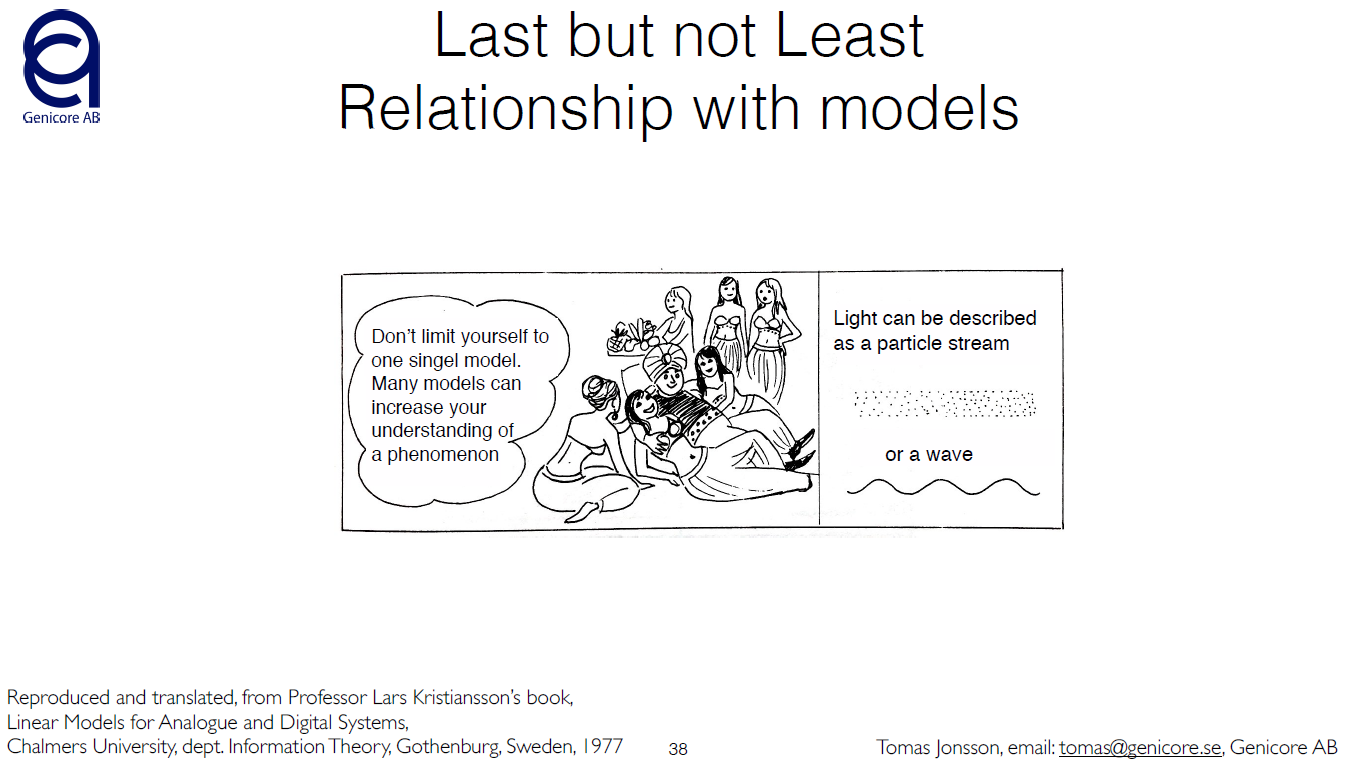 Genicore AB
Last but not Least
Relationship with models
Don't limit yourself to
one singel model.
Many models can
increase your
understanding of
a phenomenon
Light can be described
as a particle stream
or a wave
Reproduced and translated, from Professor Lars Kristiansson's book,
Linear Models for Analogue and Digital Systems,
Chalmers University, dept. Information Theory, Gothenburg, Sweden, 1977
38
Tomas Jonsson, email: tomas@genicore.se, Genicore AB